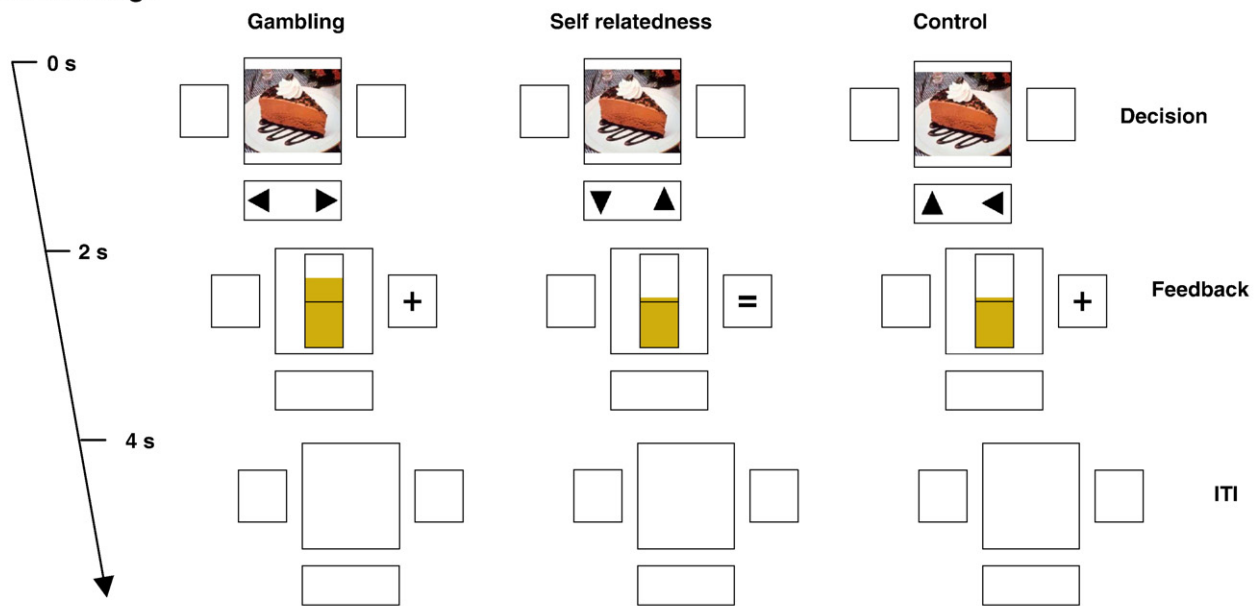 Gambling Self relatedness Control
0 s
Decision
2 s
+ = + Feedback
4 s
ITI